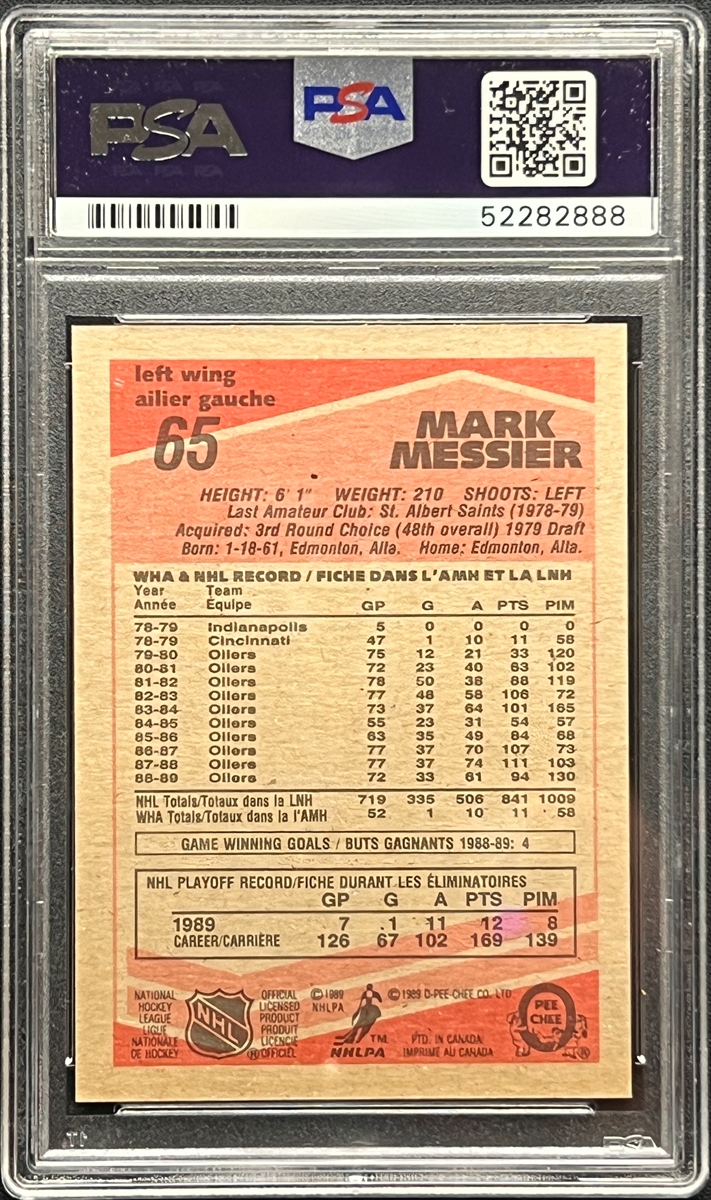 PSA
PSA
52282888
left wing
ailier gauche
65
MARK
MESSIER
HEIGHT: 6' 1" WEIGHT: 210 SHOOTS: LEFT
Last Amateur Club: St. Albert Saints (1978-79)
Acquired: 3rd Round Choice (48th overall) 1979 Draft
Born: 1-18-61, Edmonton, Alta. Home: Edmonton, Alta.
WHA & NHL RECORD / FICHE DANS L'AMH ET LA LNH
Year Team
Année Équipe GP G A PTS PIM
78-79 Indianapolis 5 0 0 0 0
78-79 Cincinnati 47 1 10 11 58
79-80 Oilers 75 12 21 33 120
80-81 Oilers 72 23 40 63 102
81-82 Oilers 78 50 38 88 119
82-83 Oilers 77 48 58 106 72
83-84 Oilers 73 37 64 101 165
84-85 Oilers 55 23 31 54 57
85-86 Oilers 63 35 49 84 68
86-87 Oilers 77 37 70 107 73
87-88 Oilers 77 37 74 111 103
88-89 Oilers 72 33 61 94 130
NHL Totals/Totaux dans la LNH 719 335 506 841 1009
WHA Totals/Totaux dans la l'AMH 52 1 10 11 58
GAME WINNING GOALS / BUTS GAGNANTS 1988-89: 4
NHL PLAYOFF RECORD/FICHE DURANT LES ÉLIMINATOIRES
GP G A PTS PIM
1989 7 1 11 12 8
CAREER/CARRIÈRE 126 67 102 169 139
NATIONAL
HOCKEY
LEAGUE
LIGUE
NATIONALE
DE HOCKEY
NHL
OFFICIAL
LICENSED
PRODUCT
PRODUIT
LICENCIÉ
® OFFICIEL
© 1989
NHLPA
TM
NHLPA
© 1989 O-PEE-CHEE CO. LTD.
PTD. IN CANADA
IMPRIMÉ AU CANADA
O
PEE
CHEE
®
PSA